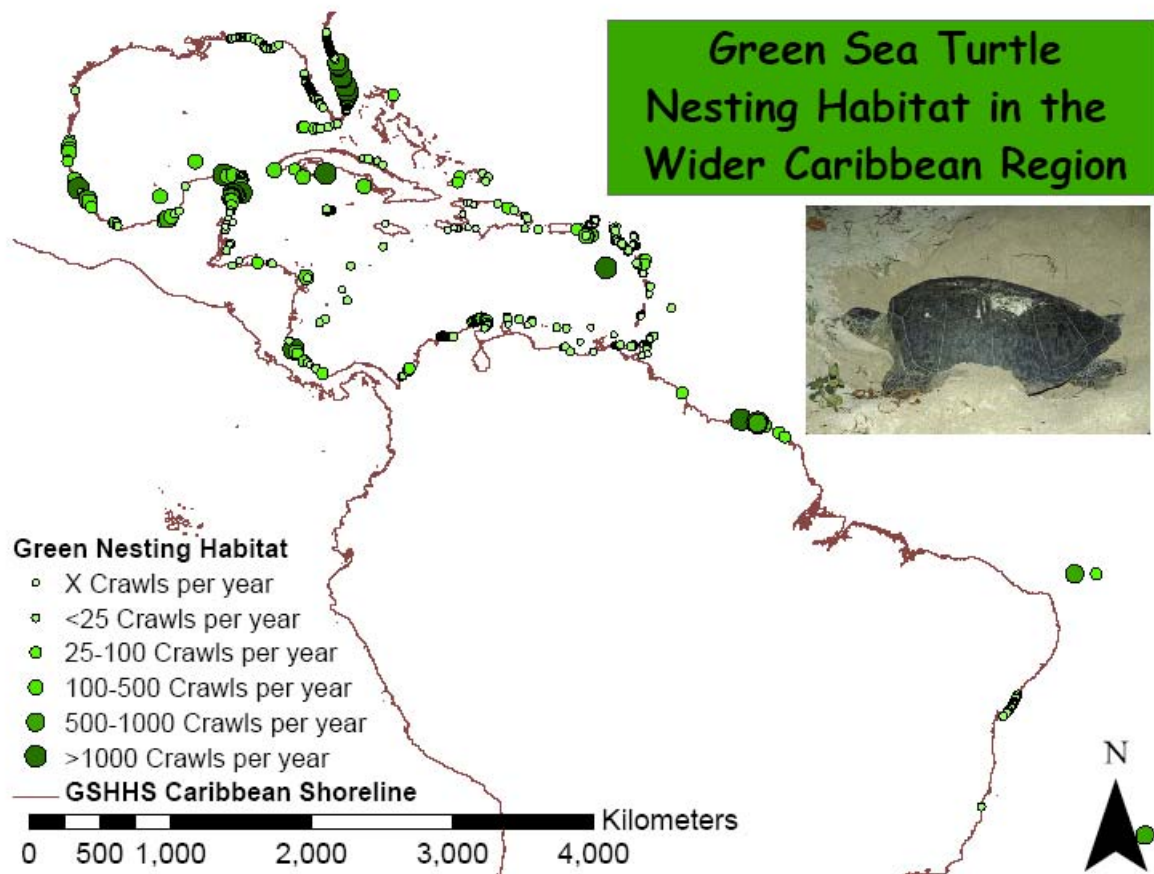 Green Sea Turtle
Nesting Habitat in the
Wider Caribbean Region
Green Nesting Habitat
X Crawls per year
<25 Crawls per year
25-100 Crawls per year
100-500 Crawls per year
500-1000 Crawls per year
>1000 Crawls per year
GSHHS Caribbean Shoreline
Kilometers
0 500 1,000 2,000 3,000 4,000
N